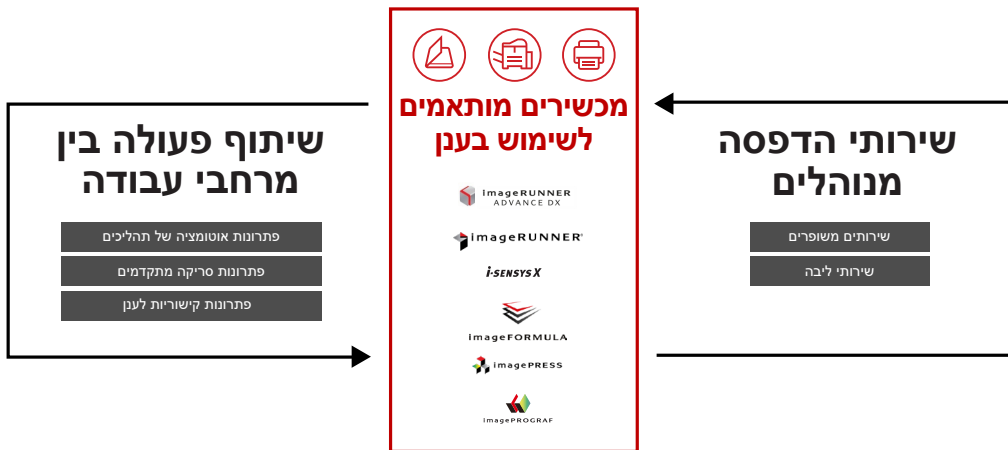 שירותי הדפסה
מנוהלים
שירותים משופרים
שירותי ליבה
מכשירים מותאמים
לשימוש בענן
imageRUNNER
ADVANCE DX
imageRUNNER
i-SENSYS X
imageFORMULA
imagePRESS
imagePROGRAF
שיתוף פעולה בין
מרחבי עבודה
פתרונות אוטומציה של תהליכים
פתרונות סריקה מתקדמים
פתרונות קישוריות לענן